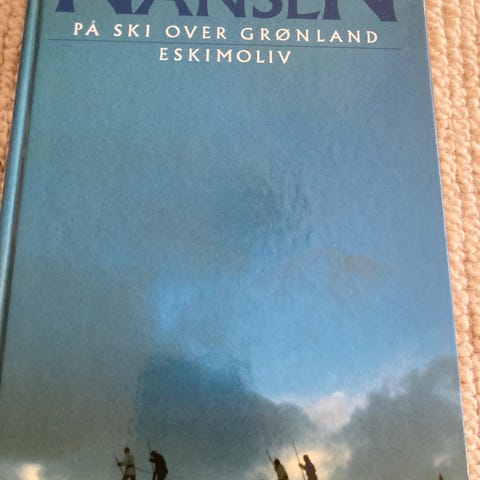 NANSEN
PÅ SKI OVER GRØNLAND
ESKIMOLIV